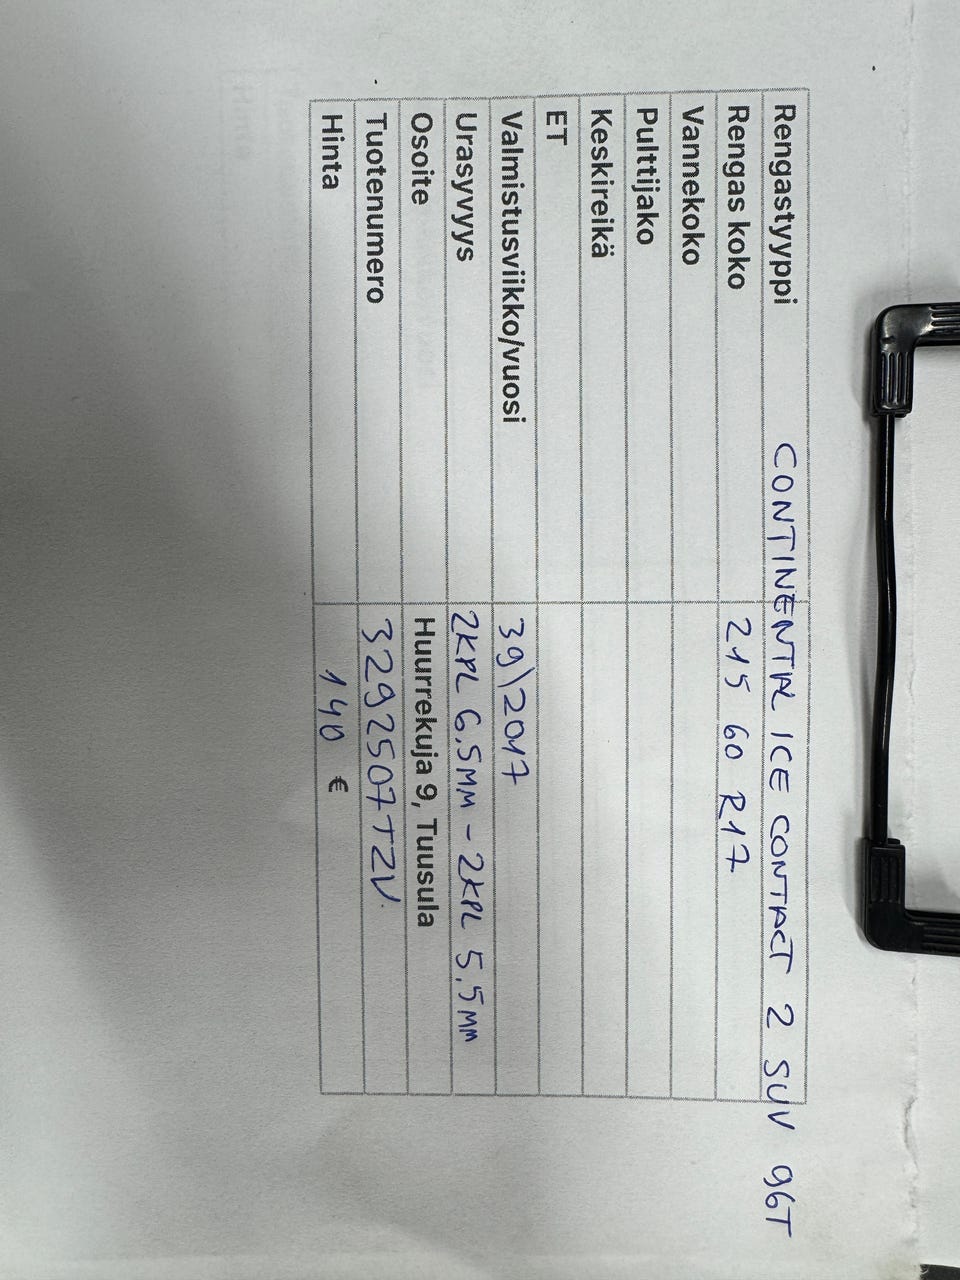 Rengastyyppi CONTINENTAL ICE CONTACT 2 SUV 96T
Rengas koko 215 60 R17
Vannekoko
Pulttijako
Keskireikä
ET
Valmistusviikko/vuosi 39\2017
Urasyvyys 2KPL 6,5MM - 2KPL 5,5MM
Osoite Huurrekuja 9, Tuusula
Tuotenumero 3292507TZV.
Hinta 140 €